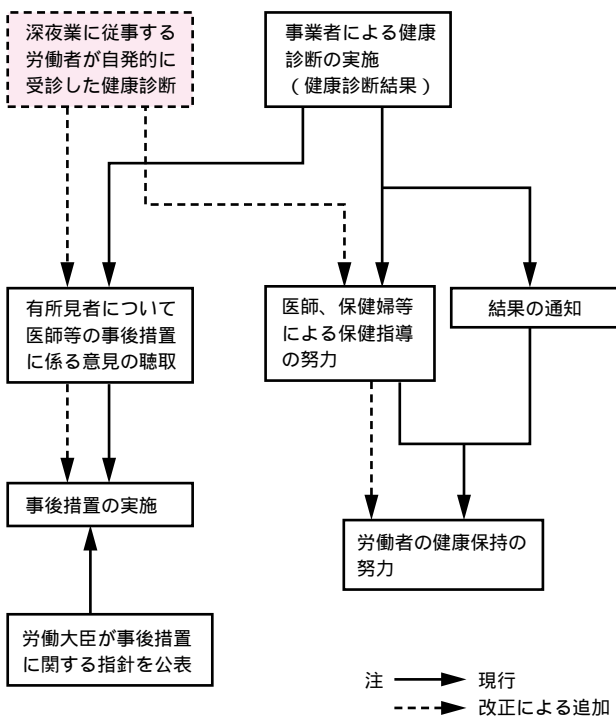 深夜業に従事する
労働者が自発的に
受診した健康診断
事業者による健康
診断の実施
（健康診断結果）
有所見者について
医師等の事後措置
に係る意見の聴取
医師、保健婦等
による保健指導
の努力
結果の通知
事後措置の実施
労働者の健康保持の
努力
労働大臣が事後措置
に関する指針を公表
注 現行
改正による追加